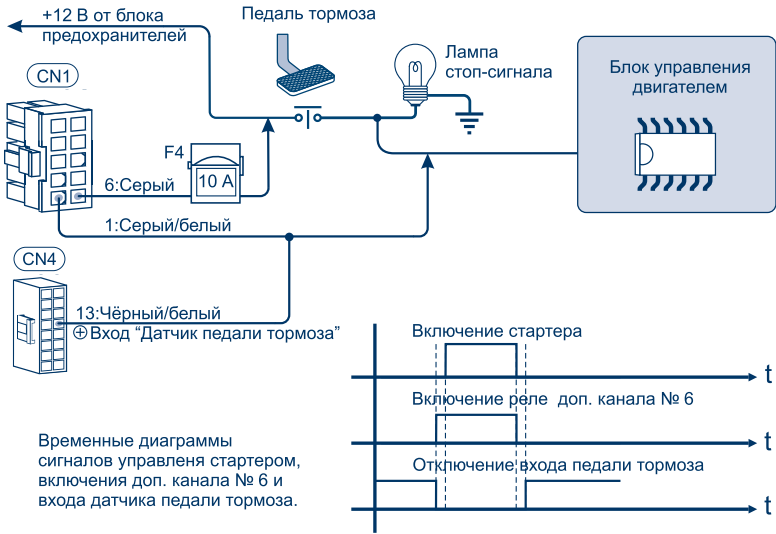 +12 В от блока
предохранителей
Педаль тормоза
Лампа
стоп-сигнала
Блок управления
двигателем
CN1
F4
10 А
6:Серый
1:Серый/белый
CN4
13:Чёрный/белый
⊕Вход “Датчик педали тормоза”
Включение стартера
t
Включение реле доп. канала № 6
t
Отключение входа педали тормоза
t
Временные диаграммы
сигналов управленя стартером,
включения доп. канала № 6 и
входа датчика педали тормоза.